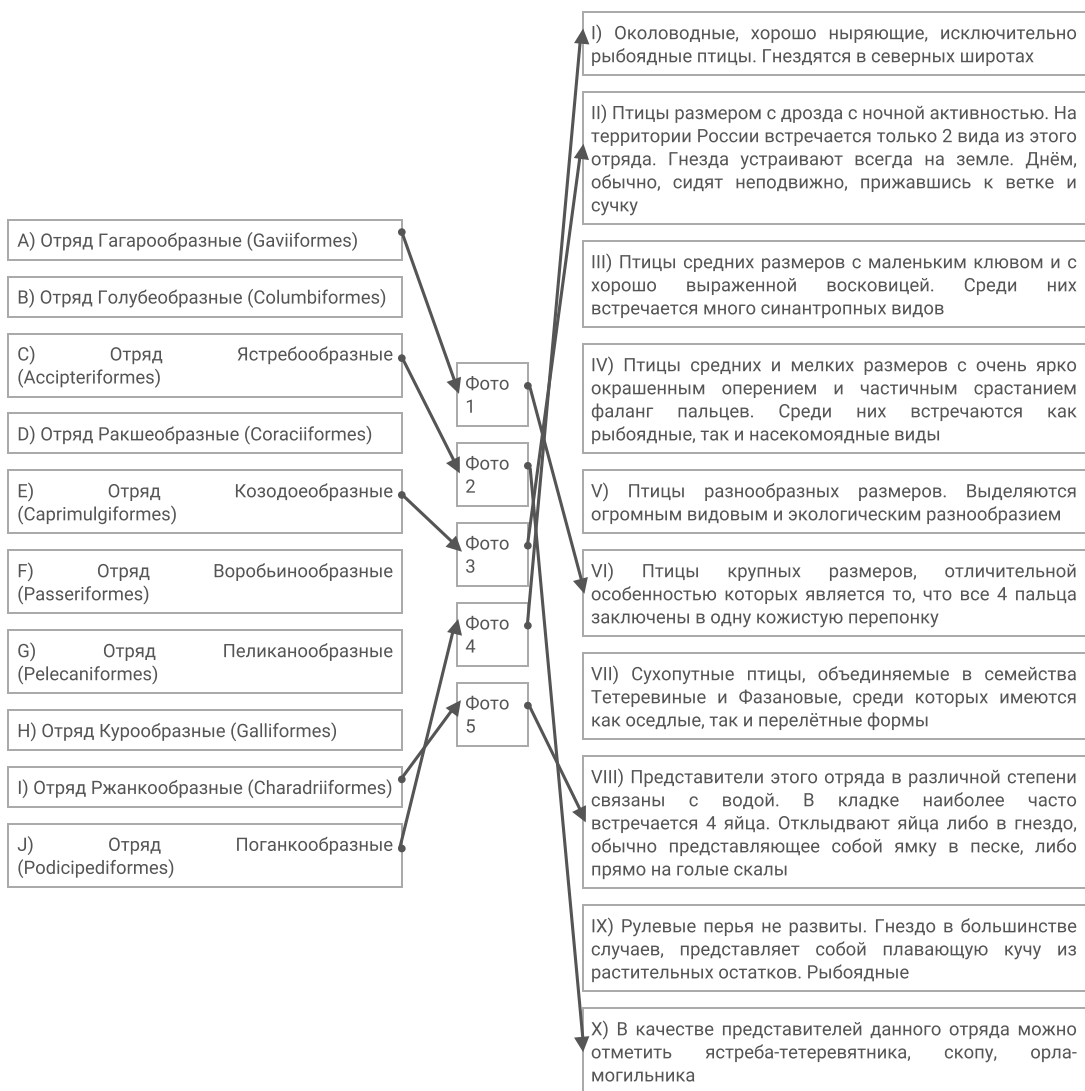 A) Отряд Гагарообразные (Gaviiformes)
B) Отряд Голубеобразные (Columbiformes)
C) Отряд Ястребообразные
(Accipteriformes)
D) Отряд Ракшеобразные (Coraciiformes)
E) Отряд Козодоеобразные
(Caprimulgiformes)
F) Отряд Воробьинообразные
(Passeriformes)
G) Отряд Пеликанообразные
(Pelecaniformes)
H) Отряд Курообразные (Galliformes)
I) Отряд Ржанкообразные (Charadriiformes)
J) Отряд Поганкообразные
(Podicipediformes)
Фото
1
Фото
2
Фото
3
Фото
4
Фото
5
I) Околоводные, хорошо ныряющие, исключительно
рыбоядные птицы. Гнездятся в северных широтах
II) Птицы размером с дрозда с ночной активностью. На
территории России встречается только 2 вида из этого
отряда. Гнезда устраивают всегда на земле. Днём,
обычно, сидят неподвижно, прижавшись к ветке и
сучку
III) Птицы средних размеров с маленьким клювом и с
хорошо выраженной восковицей. Среди них
встречается много синантропных видов
IV) Птицы средних и мелких размеров с очень ярко
окрашенным оперением и частичным срастанием
фаланг пальцев. Среди них встречаются как
рыбоядные, так и насекомоядные виды
V) Птицы разнообразных размеров. Выделяются
огромным видовым и экологическим разнообразием
VI) Птицы крупных размеров, отличительной
особенностью которых является то, что все 4 пальца
заключены в одну кожистую перепонку
VII) Сухопутные птицы, объединяемые в семейства
Тетеревиные и Фазановые, среди которых имеются
как оседлые, так и перелётные формы
VIII) Представители этого отряда в различной степени
связаны с водой. В кладке наиболее часто
встречается 4 яйца. Отклыдвают яйца либо в гнездо,
обычно представляющее собой ямку в песке, либо
прямо на голые скалы
IX) Рулевые перья не развиты. Гнездо в большинстве
случаев, представляет собой плавающую кучу из
растительных остатков. Рыбоядные
X) В качестве представителей данного отряда можно
отметить ястреба-тетеревятника, скопу, орла-
могильника